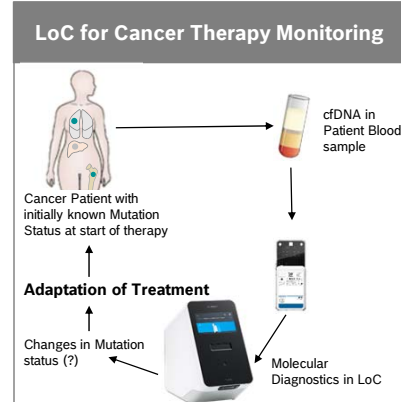 LoC for Cancer Therapy Monitoring
cfDNA in
Patient Blood
sample
Cancer Patient with
initially known Mutation
Status at start of therapy
Adaptation of Treatment
Changes in Mutation
status (?)
Molecular
Diagnostics in LoC